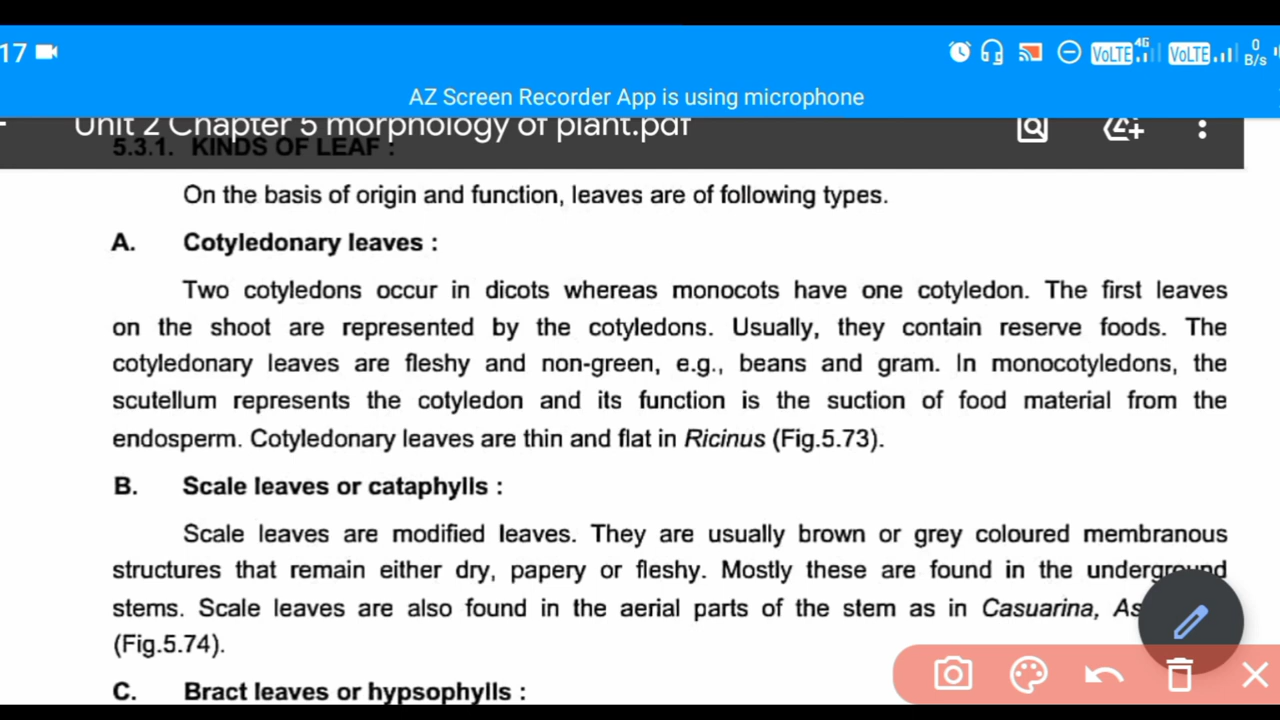 17
4G
VoLTE
VoLTE
0
B/s
AZ Screen Recorder App is using microphone
Unit 2 Chapter 5 morphology of plant.pdf
5.3.1. KINDS OF LEAF :
On the basis of origin and function, leaves are of following types.
A. Cotyledonary leaves :
Two cotyledons occur in dicots whereas monocots have one cotyledon. The first leaves
on the shoot are represented by the cotyledons. Usually, they contain reserve foods. The
cotyledonary leaves are fleshy and non-green, e.g., beans and gram. In monocotyledons, the
scutellum represents the cotyledon and its function is the suction of food material from the
endosperm. Cotyledonary leaves are thin and flat in Ricinus (Fig.5.73).
B. Scale leaves or cataphylls :
Scale leaves are modified leaves. They are usually brown or grey coloured membranous
structures that remain either dry, papery or fleshy. Mostly these are found in the underground
stems. Scale leaves are also found in the aerial parts of the stem as in Casuarina, As
(Fig.5.74).
C. Bract leaves or hypsophylls :